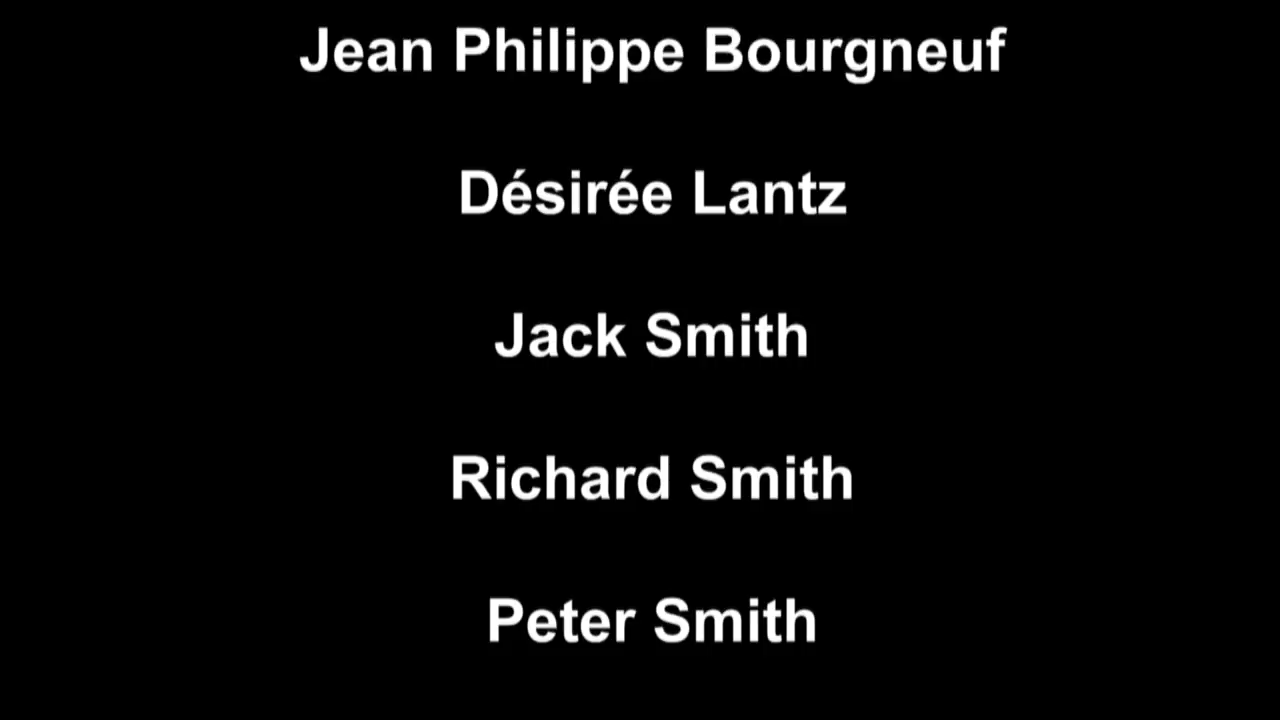 Jean Philippe Bourgneuf
Désirée Lantz
Jack Smith
Richard Smith
Peter Smith